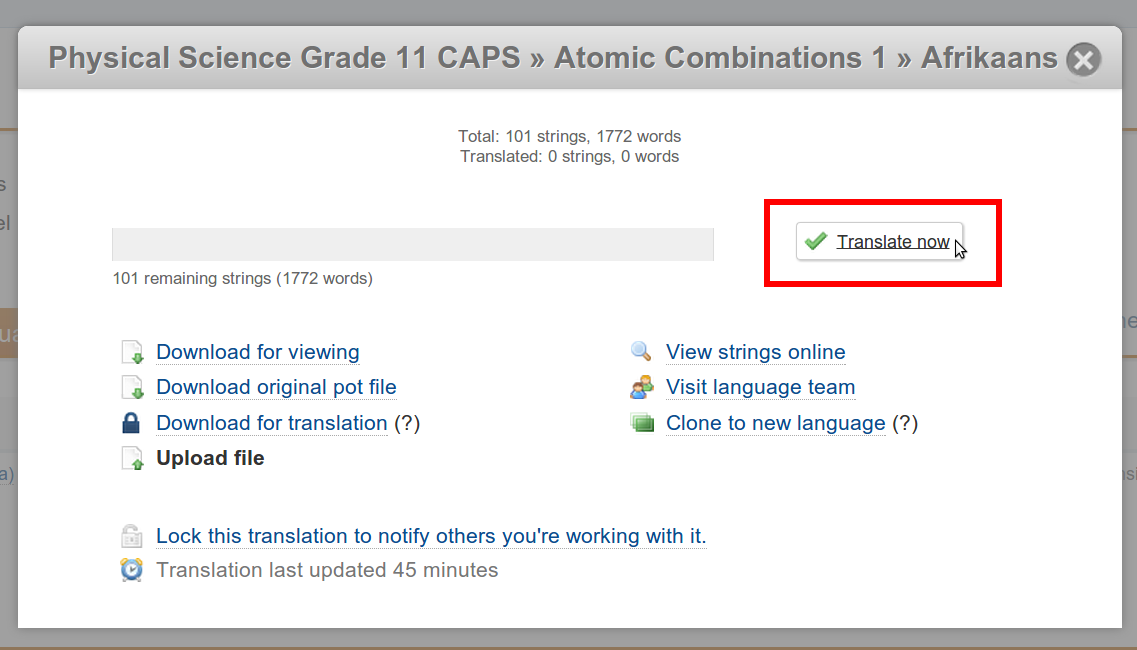 Physical Science Grade 11 CAPS » Atomic Combinations 1 » Afrikaans
Total: 101 strings, 1772 words
Translated: 0 strings, 0 words
Translate now
101 remaining strings (1772 words)
Download for viewing
View strings online
Download original pot file
Visit language team
Download for translation (?)
Clone to new language (?)
Upload file
Lock this translation to notify others you're working with it.
Translation last updated 45 minutes